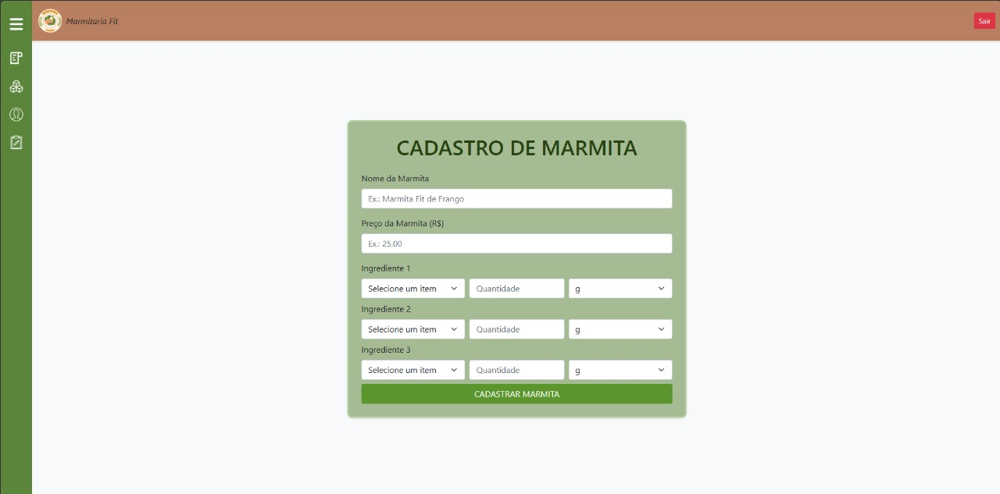 Marmitaria Fit
Sair
CADASTRO DE MARMITA
Nome da Marmita
Ex.: Marmita Fit de Frango
Preço da Marmita (R$)
Ex.: 25.00
Ingrediente 1
Selecione um item Quantidade g
Ingrediente 2
Selecione um item Quantidade g
Ingrediente 3
Selecione um item Quantidade g
CADASTRAR MARMITA